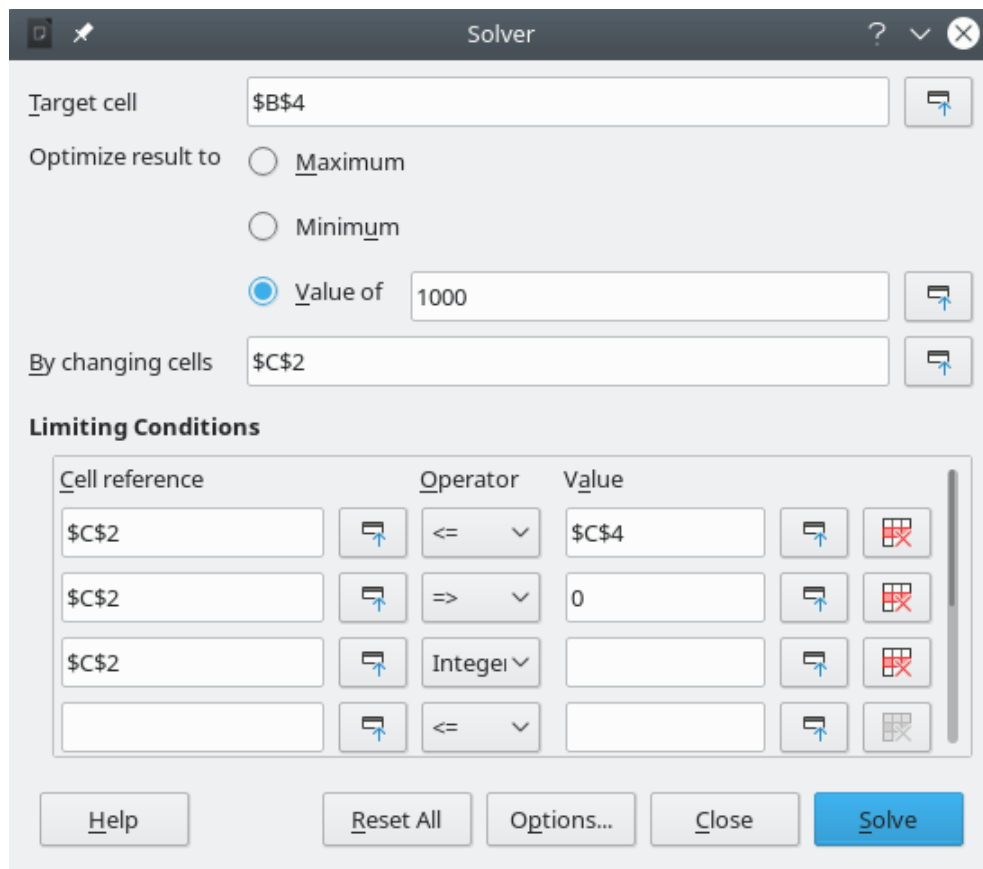 Solver
Target cell $B$4
Optimize result to Maximum
Minimum
Value of 1000
By changing cells $C$2
Limiting Conditions
Cell reference Operator Value
$C$2 <= $C$4
$C$2 => 0
$C$2 Integer
<=
Help Reset All Options... Close Solve